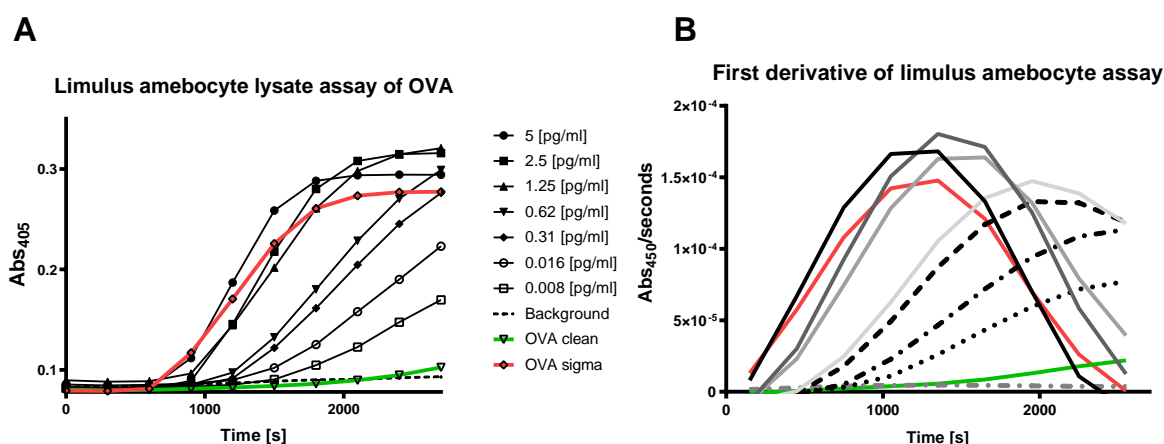 A
Limulus amebocyte lysate assay of OVA
Abs405
0.3
0.2
0.1
0
1000
2000
Time [s]
5 [pg/ml]
2.5 [pg/ml]
1.25 [pg/ml]
0.62 [pg/ml]
0.31 [pg/ml]
0.016 [pg/ml]
0.008 [pg/ml]
Background
OVA clean
OVA sigma
B
First derivative of limulus amebocyte assay
Abs450/seconds
2×10-4
1.5×10-4
1×10-4
5×10-5
0
0
1000
2000
Time [s]